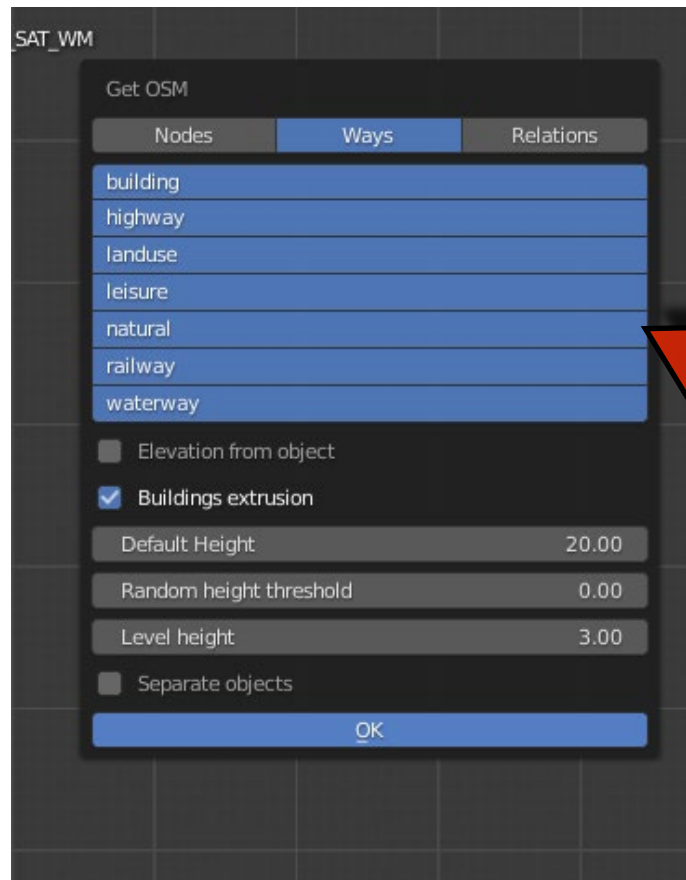 _SAT_WM
Get OSM
Nodes Ways Relations
building
highway
landuse
leisure
natural
railway
waterway
Elevation from object
Buildings extrusion
Default Height 20.00
Random height threshold 0.00
Level height 3.00
Separate objects
OK